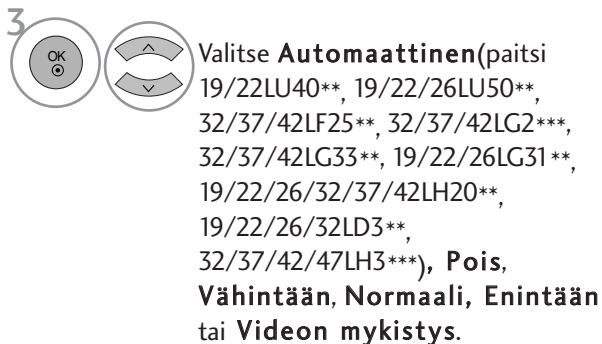 3
OK
Valitse Automaattinen(paitsi
19/22LU40**, 19/22/26LU50**,
32/37/42LF25**, 32/37/42LG2***,
32/37/42LG33**, 19/22/26LG31**,
19/22/26/32/37/42LH20**,
19/22/26/32LD3**,
32/37/42/47LH3***), Pois,
Vähintään, Normaali, Enintään
tai Videon mykistys.